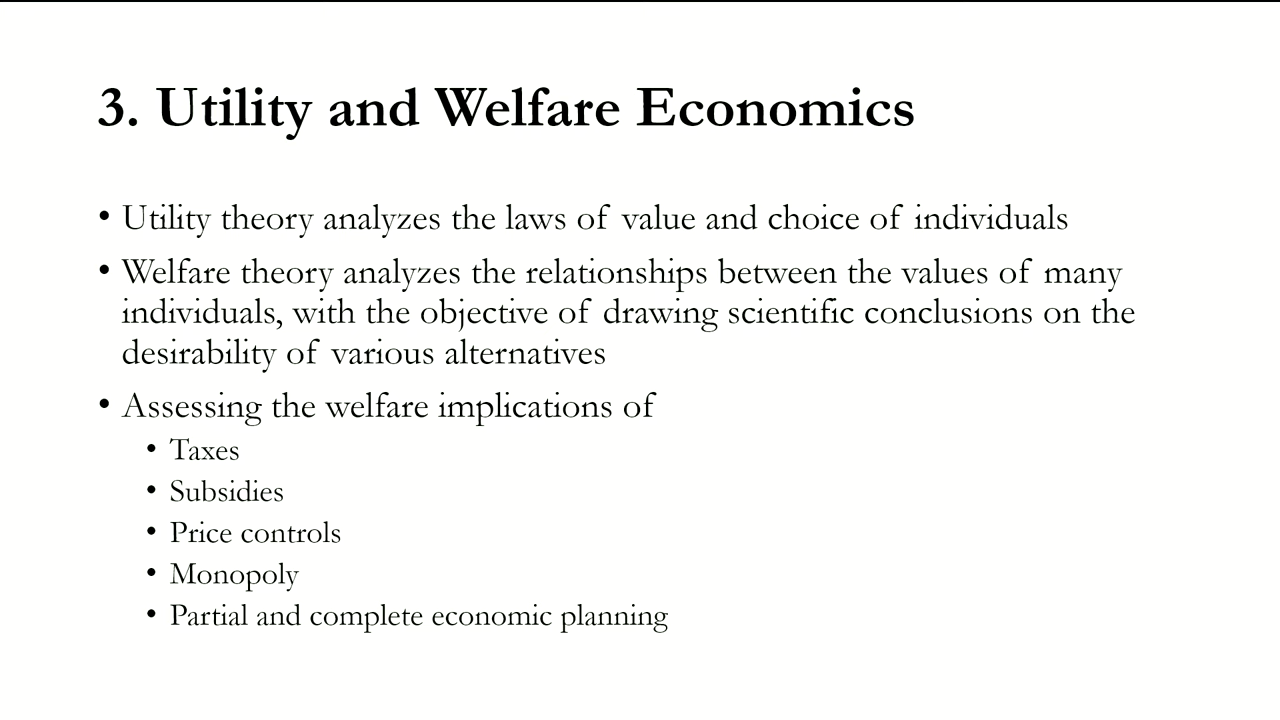 3. Utility and Welfare Economics
• Utility theory analyzes the laws of value and choice of individuals
• Welfare theory analyzes the relationships between the values of many
individuals, with the objective of drawing scientific conclusions on the
desirability of various alternatives
• Assessing the welfare implications of
• Taxes
• Subsidies
• Price controls
• Monopoly
• Partial and complete economic planning